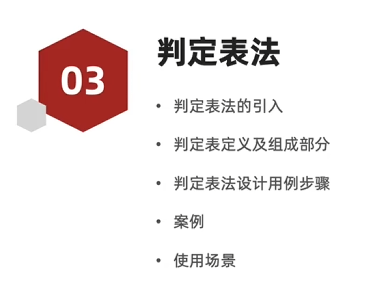 03
判定表法
• 判定表法的引入
• 判定表定义及组成部分
• 判定表法设计用例步骤
• 案例
• 使用场景